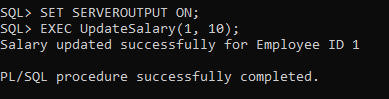 SQL> SET SERVEROUTPUT ON;
SQL> EXEC UpdateSalary(1, 10);
Salary updated successfully for Employee ID 1
PL/SQL procedure successfully completed.